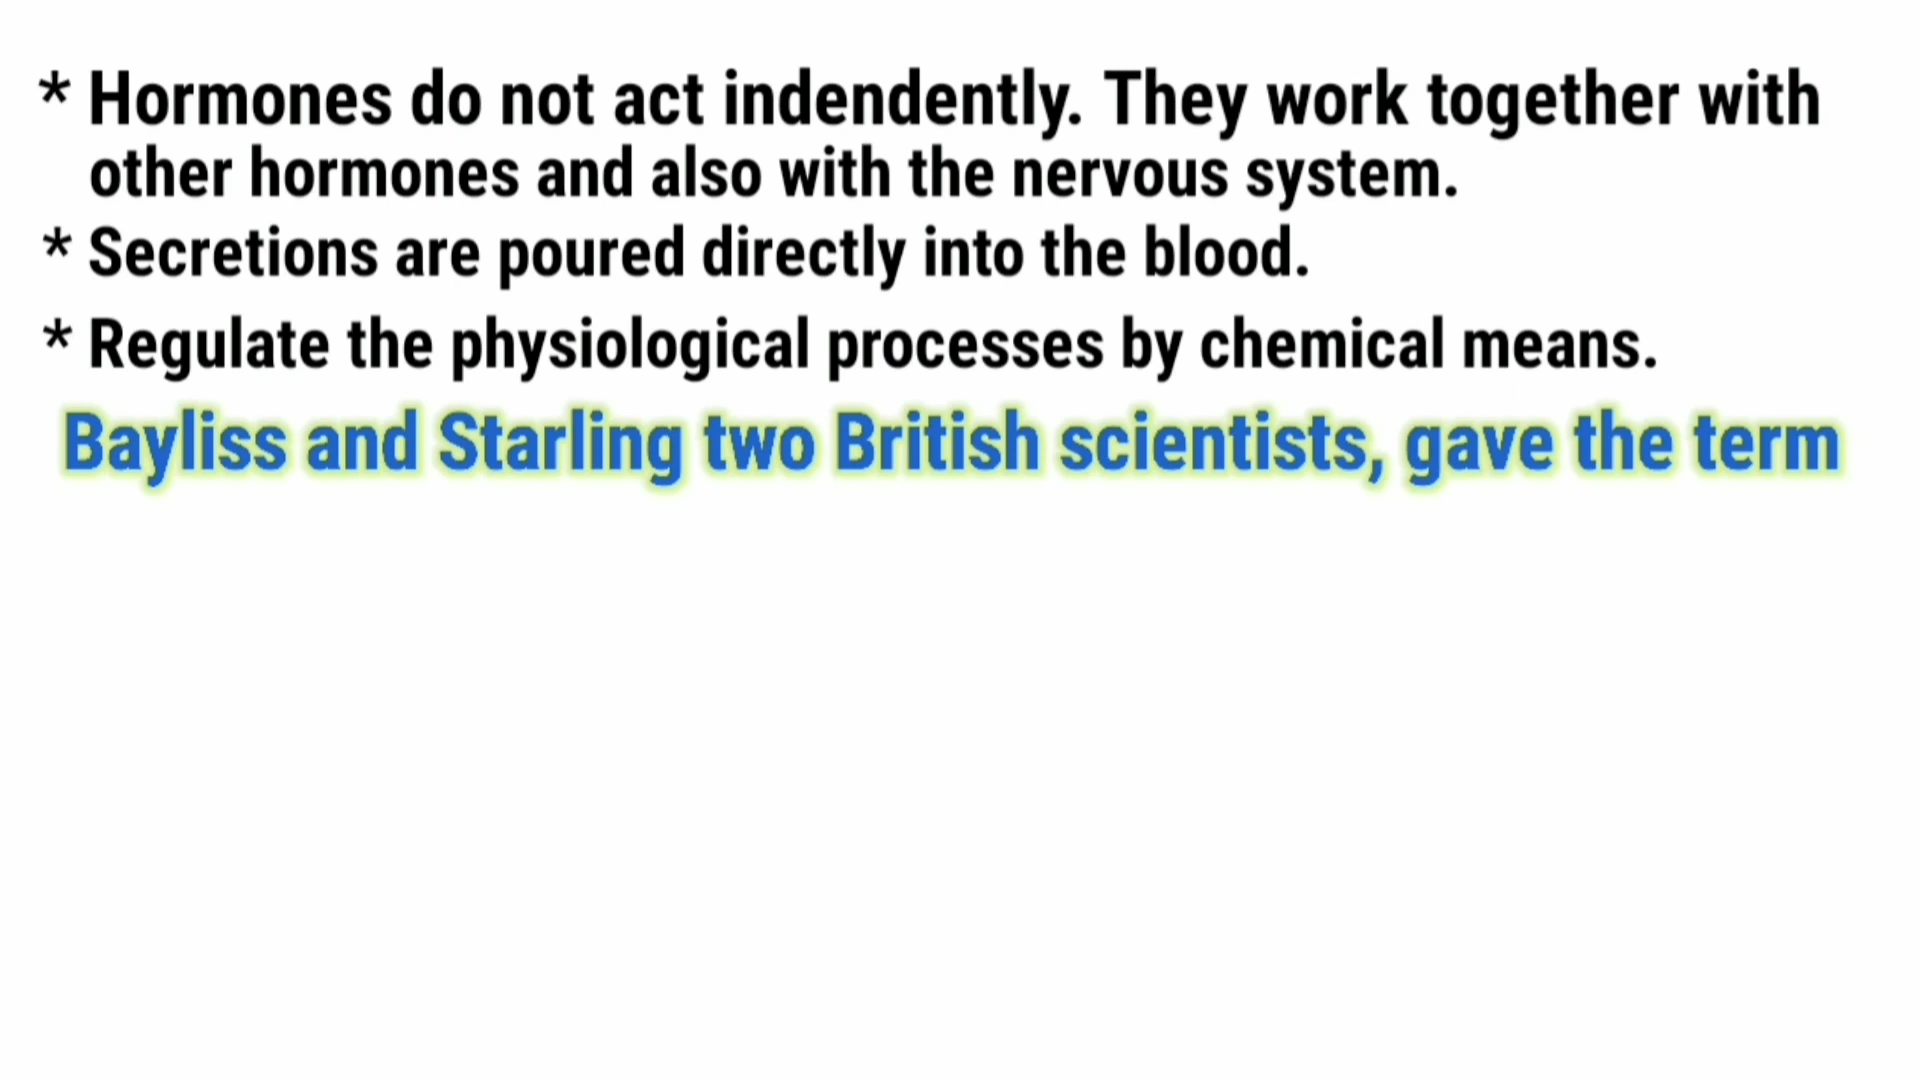 * Hormones do not act indendently. They work together with
other hormones and also with the nervous system.
* Secretions are poured directly into the blood.
* Regulate the physiological processes by chemical means.
Bayliss and Starling two British scientists, gave the term